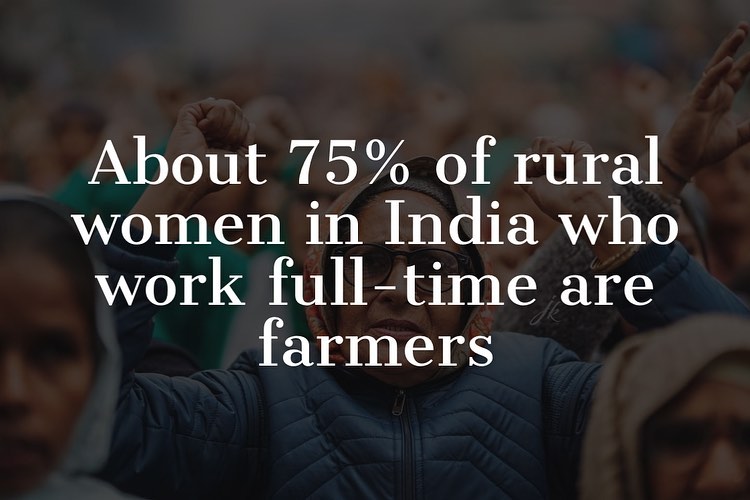 About 75% of rural
women in India who
work full-time are
farmers